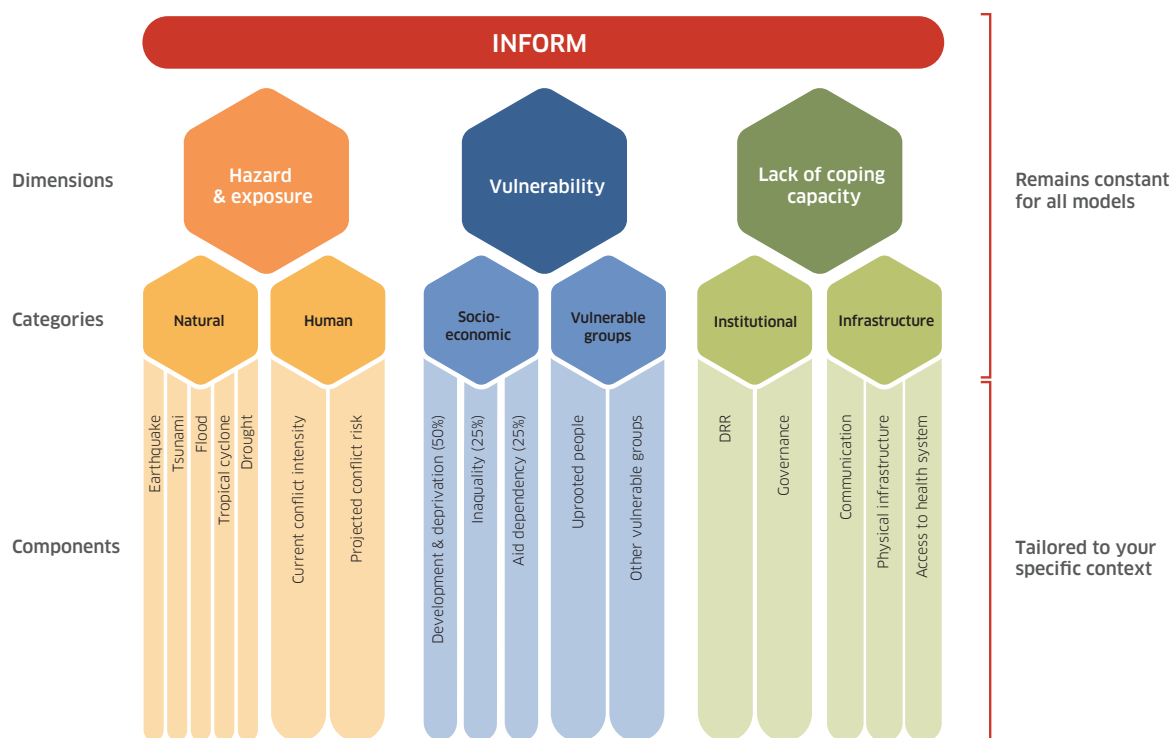 INFORM
Dimensions
Hazard
& exposure
Vulnerability
Lack of coping
capacity
Remains constant
for all models
Categories
Natural
Human
Socio-
economic
Vulnerable
groups
Institutional
Infrastructure
Components
Earthquake
Tsunami
Flood
Tropical cyclone
Drought
Current conflict intensity
Projected conflict risk
Development & deprivation (50%)
Inaquality (25%)
Aid dependency (25%)
Uprooted people
Other vulnerable groups
DRR
Governance
Communication
Physical infrastructure
Access to health system
Tailored to your
specific context